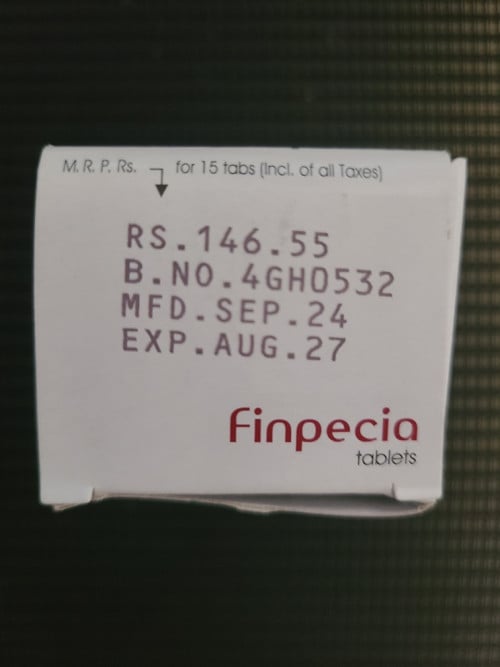 M. R. P. Rs. for 15 tabs (Incl. of all Taxes)
RS.146.55
B.NO.4GH0532
MFD.SEP.24
EXP.AUG.27
Finpecia
tablets